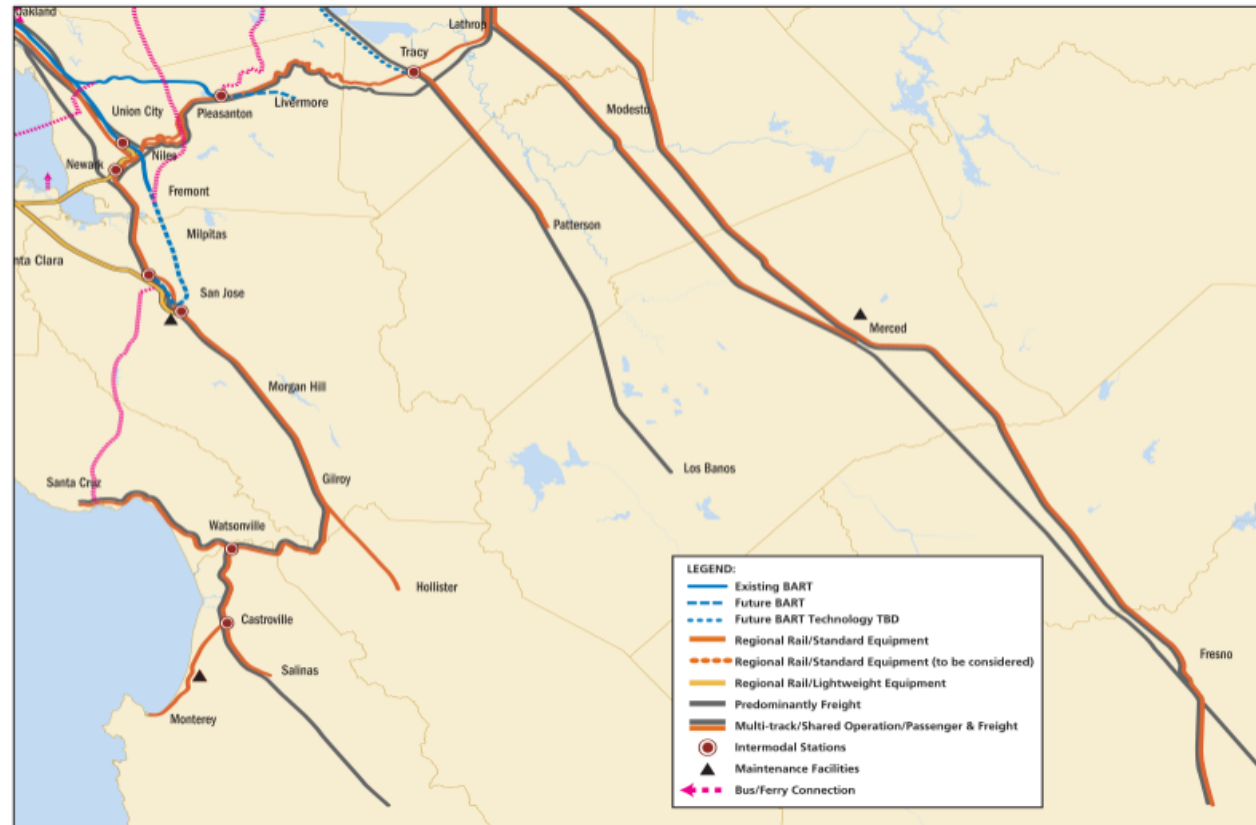 akland
Lathrop
Tracy
Union City
Pleasanton
Livermore
Modesto
Newark
Niles
Fremont
Patterson
Milpitas
nta Clara
San Jose
Merced
Morgan Hill
Los Banos
Gilroy
Santa Cruz
Watsonville
Hollister
Castroville
Salinas
Monterey
Fresno
LEGEND:
Existing BART
Future BART
Future BART Technology TBD
Regional Rail/Standard Equipment
Regional Rail/Standard Equipment (to be considered)
Regional Rail/Lightweight Equipment
Predominantly Freight
Multi-track/Shared Operation/Passenger & Freight
Intermodal Stations
Maintenance Facilities
Bus/Ferry Connection